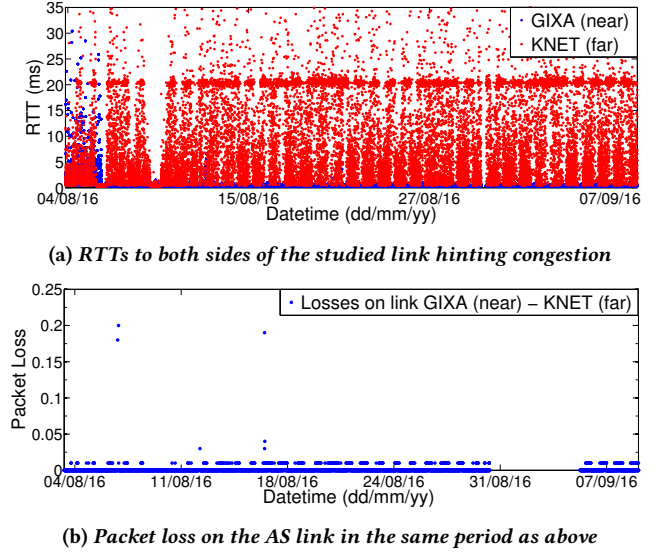 35
30
25
20
15
10
5
0
RTT (ms)
GIXA (near)
KNET (far)
04/08/16 15/08/16 27/08/16 07/09/16
Datetime (dd/mm/yy)
(a) RTTs to both sides of the studied link hinting congestion
0.25
0.2
0.15
0.1
0.05
0
Packet Loss
Losses on link GIXA (near) – KNET (far)
04/08/16 11/08/16 18/08/16 24/08/16 31/08/16 07/09/16
Datetime (dd/mm/yy)
(b) Packet loss on the AS link in the same period as above